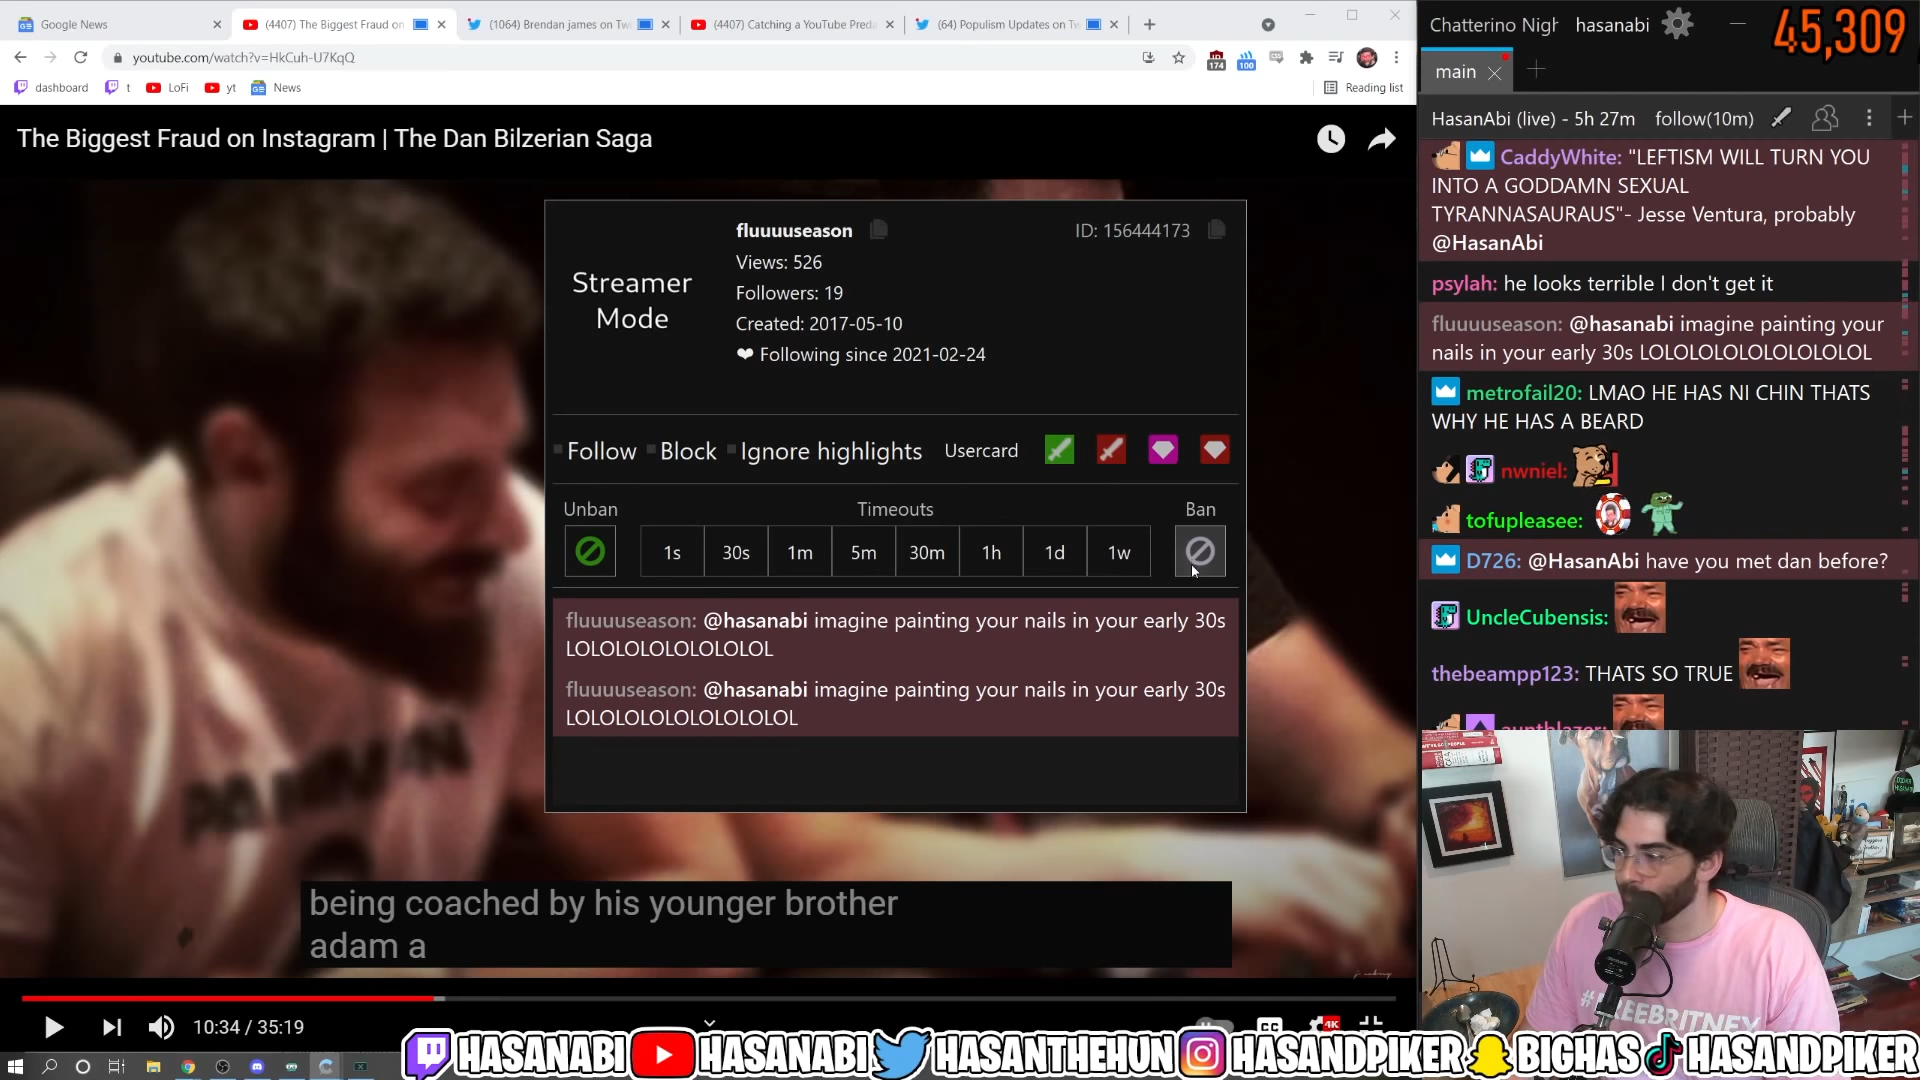 Google News
(4407) The Biggest Fraud on
(1064) Brendan james on Tw
(4407) Catching a YouTube Preda
(64) Populism Updates on Tw
youtube.com/watch?v=HkCuh-U7KqQ
174
100
dashboard
t
LoFi
yt
News
Reading list
The Biggest Fraud on Instagram | The Dan Bilzerian Saga
Streamer
Mode
fluuuuseason
ID: 156444173
Views: 526
Followers: 19
Created: 2017-05-10
❤ Following since 2021-02-24
Follow
Block
Ignore highlights
Usercard
Unban
Timeouts
Ban
1s
30s
1m
5m
30m
1h
1d
1w
fluuuuseason: @hasanabi imagine painting your nails in your early 30s
LOLOLOLOLOLOLOLOL
fluuuuseason: @hasanabi imagine painting your nails in your early 30s
LOLOLOLOLOLOLOLOLOL
being coached by his younger brother
adam a
10:34 / 35:19
CC
4K
Chatterino Nigh
hasanabi
45,309
main
HasanAbi (live) - 5h 27m
follow(10m)
CaddyWhite: "LEFTISM WILL TURN YOU
INTO A GODDAMN SEXUAL
TYRANNASAURAUS"- Jesse Ventura, probably
@HasanAbi
psylah: he looks terrible I don't get it
fluuuuseason: @hasanabi imagine painting your
nails in your early 30s LOLOLOLOLOLOLOLOLOL
metrofail20: LMAO HE HAS NI CHIN THATS
WHY HE HAS A BEARD
nwniel:
tofupleasee:
D726: @HasanAbi have you met dan before?
UncleCubensis:
thebeampp123: THATS SO TRUE
auntblazer:
#FREEBRITNEY
HASANABI
HASANABI
HASANTHEHUN
HASANDPIKER
BIGHAS
HASANDPIKER